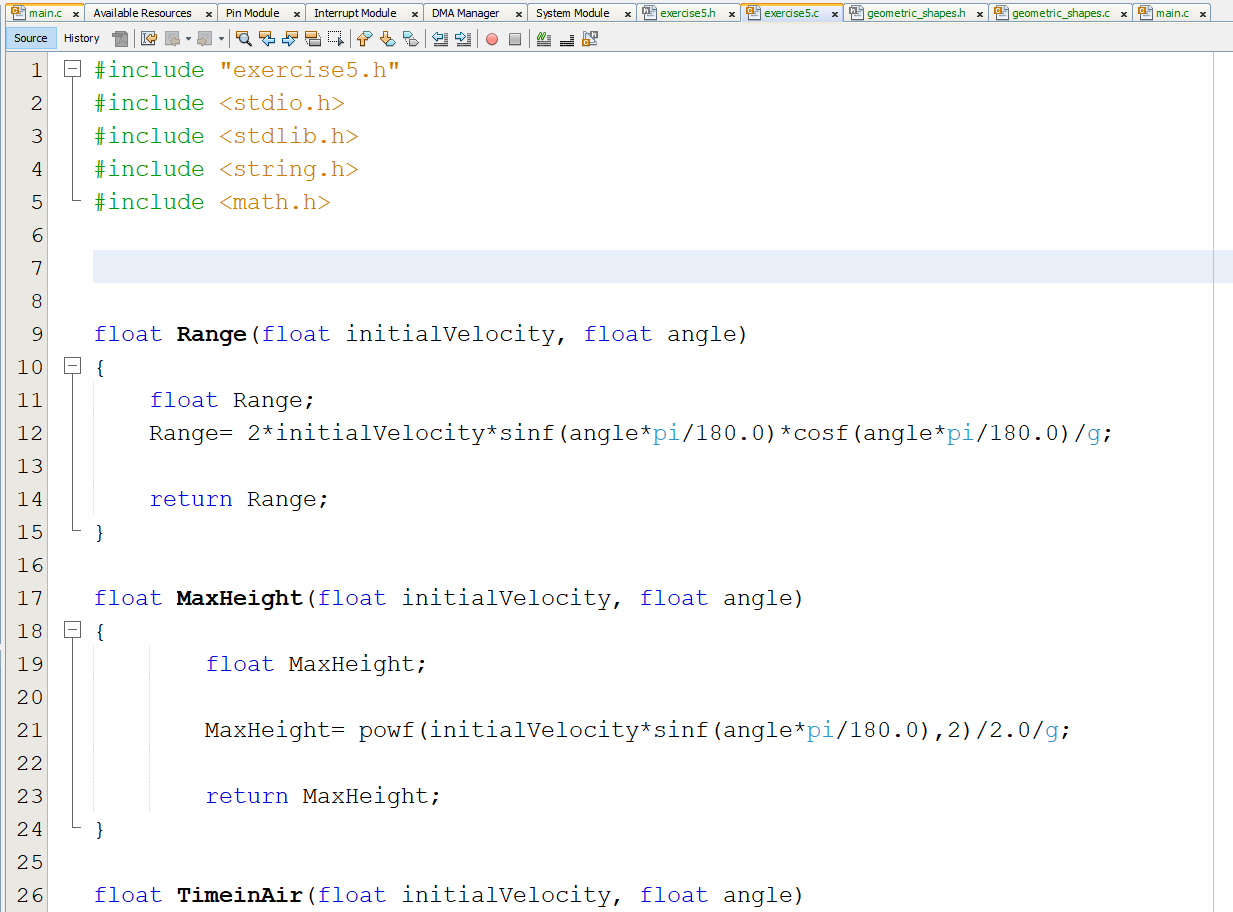 main.c x Available Resources x Pin Module x Interrupt Module x DMA Manager x System Module x exercise5.h x exercise5.c x geometric_shapes.h x geometric_shapes.c x main.c x
Source History
1 #include "exercise5.h"
2 #include <stdio.h>
3 #include <stdlib.h>
4 #include <string.h>
5 #include <math.h>
6
7
8
9 float Range(float initialVelocity, float angle)
10 {
11 float Range;
12 Range= 2*initialVelocity*sinf(angle*pi/180.0)*cosf(angle*pi/180.0)/g;
13
14 return Range;
15 }
16
17 float MaxHeight(float initialVelocity, float angle)
18 {
19 float MaxHeight;
20
21 MaxHeight= powf(initialVelocity*sinf(angle*pi/180.0),2)/2.0/g;
22
23 return MaxHeight;
24 }
25
26 float TimeinAir(float initialVelocity, float angle)